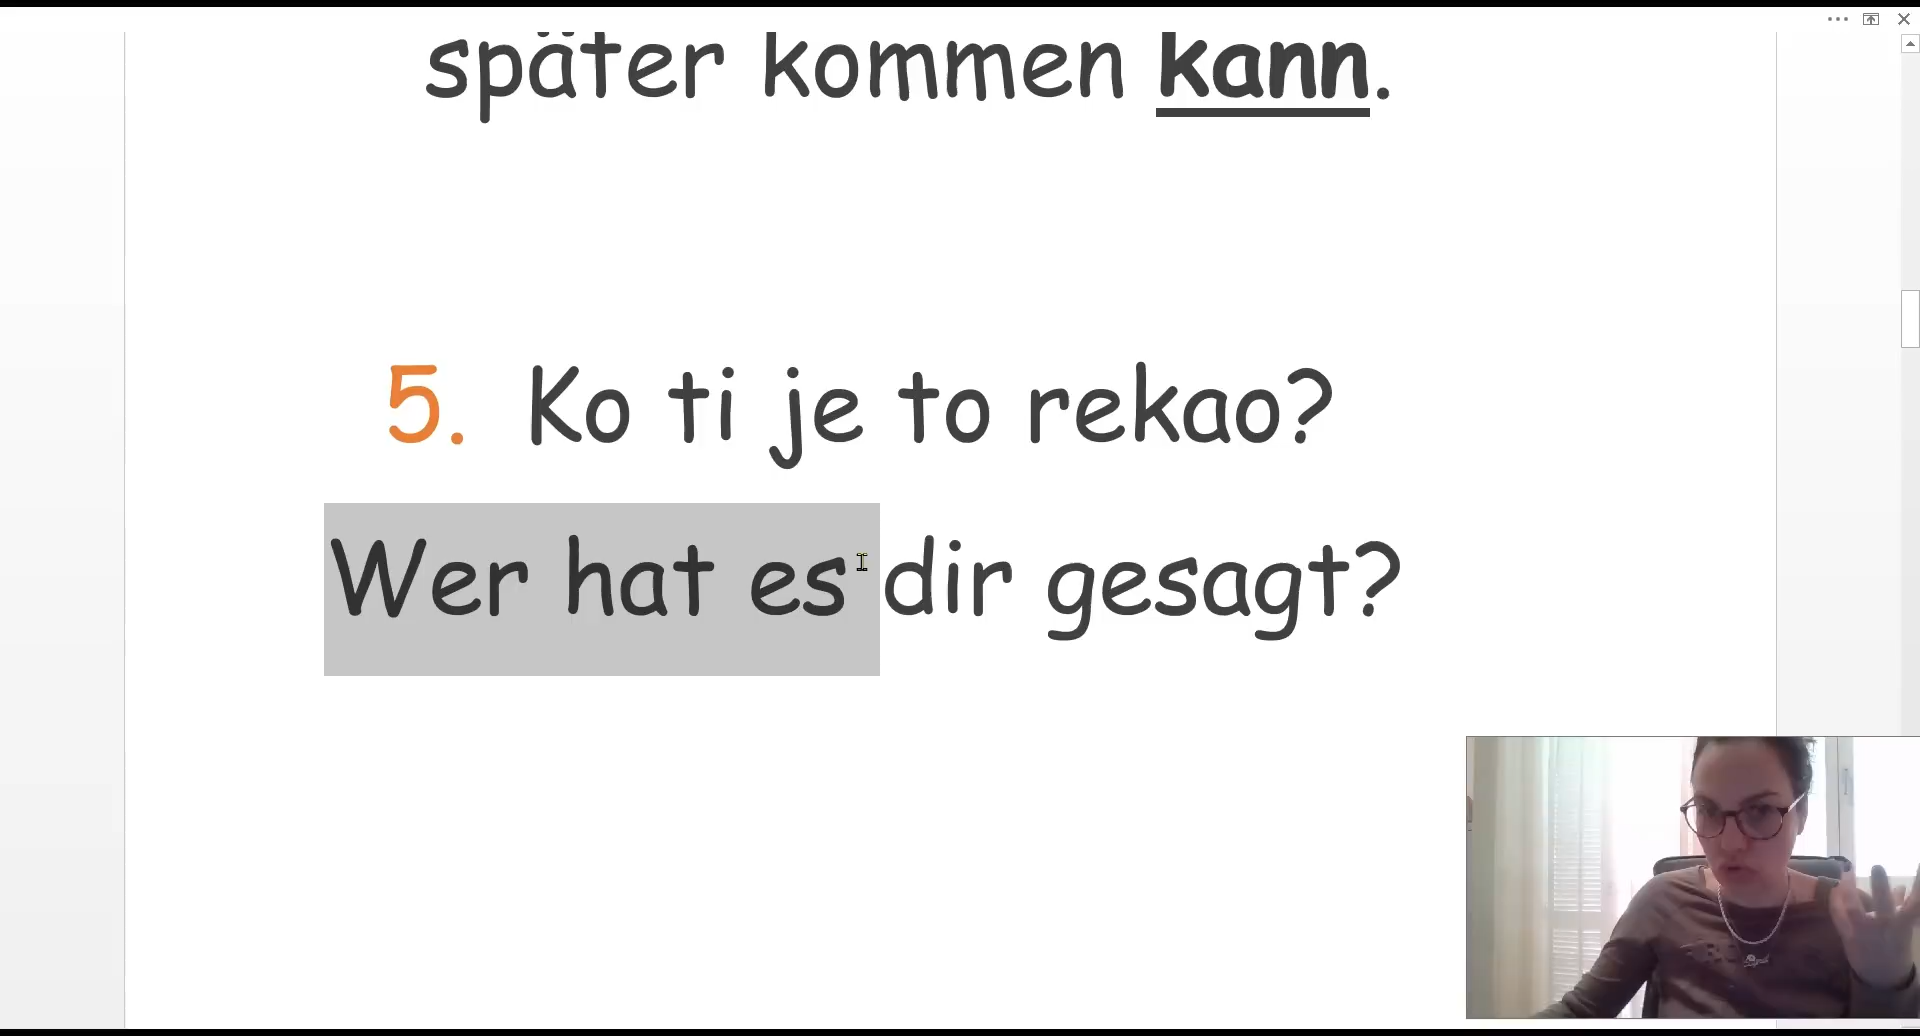 später kommen kann.
5. Ko ti je to rekao?
Wer hat es dir gesagt?